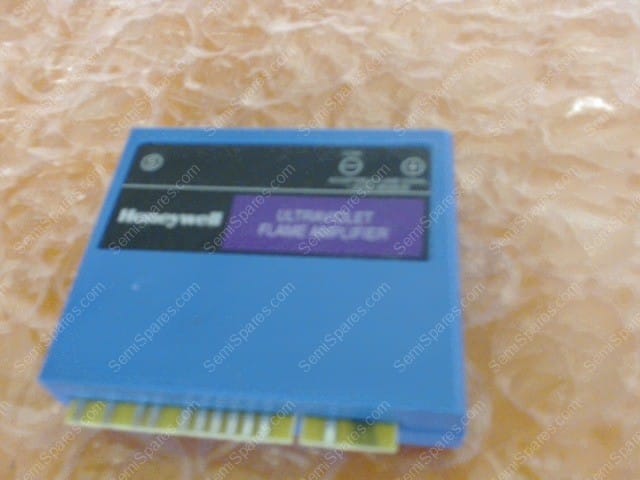 Honeywell
ULTRAVIOLET
FLAME AMPLIFIER
SemiSpares.com